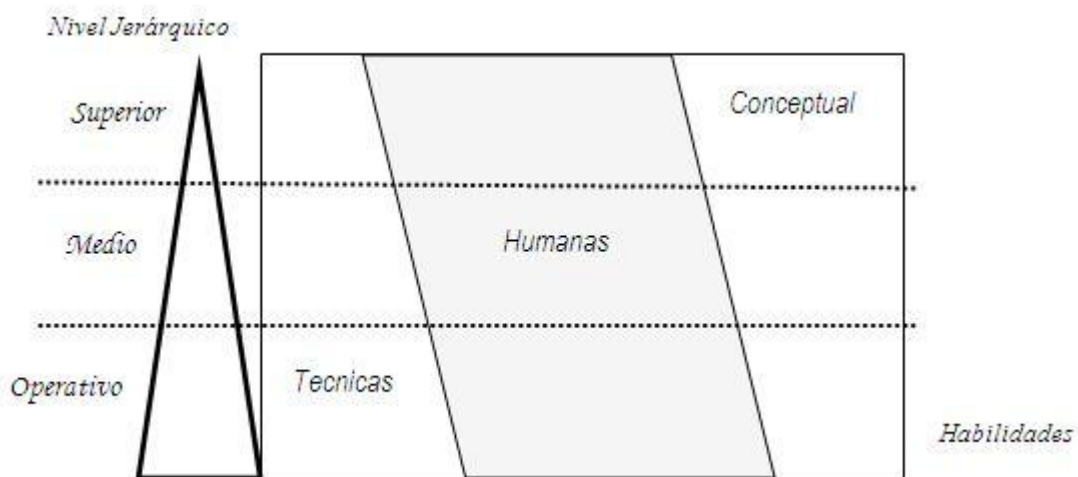 Nivel Jerárquico
Superior
Conceptual
Medio
Humanas
Operativo
Tecnicas
Habilidades